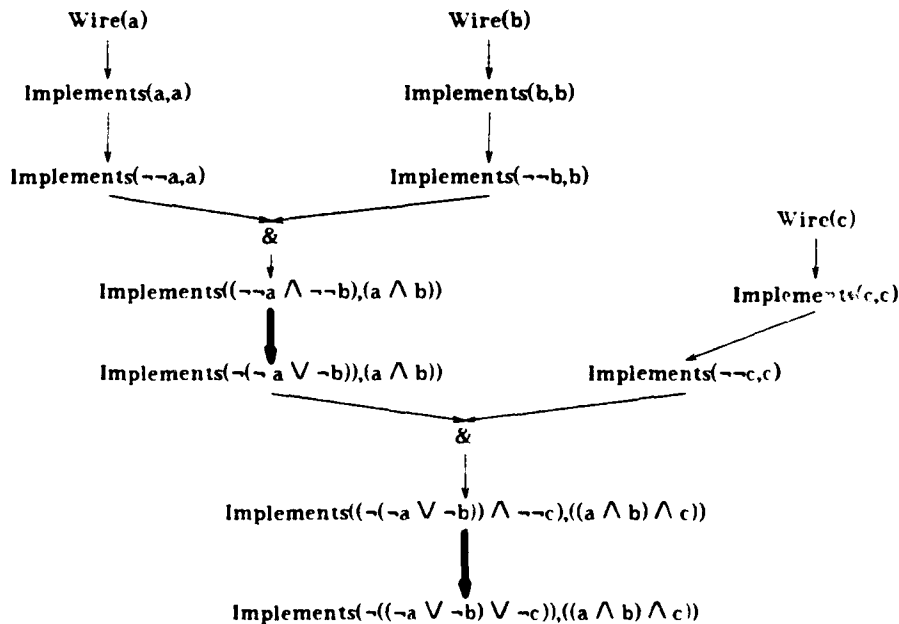 Wire(a) Wire(b)
Implements(a,a) Implements(b,b)
Implements(¬¬a,a) Implements(¬¬b,b)
&
Wire(c)
Implements((¬¬a ∧ ¬¬b),(a ∧ b))
Implements(c,c)
Implements(¬(¬ a ∨ ¬b)),(a ∧ b)) Implements(¬¬c,c)
&
Implements((¬(¬a ∨ ¬b)) ∧ ¬¬c),((a ∧ b) ∧ c))
Implements(¬((¬a ∨ ¬b) ∨ ¬c)),((a ∧ b) ∧ c))